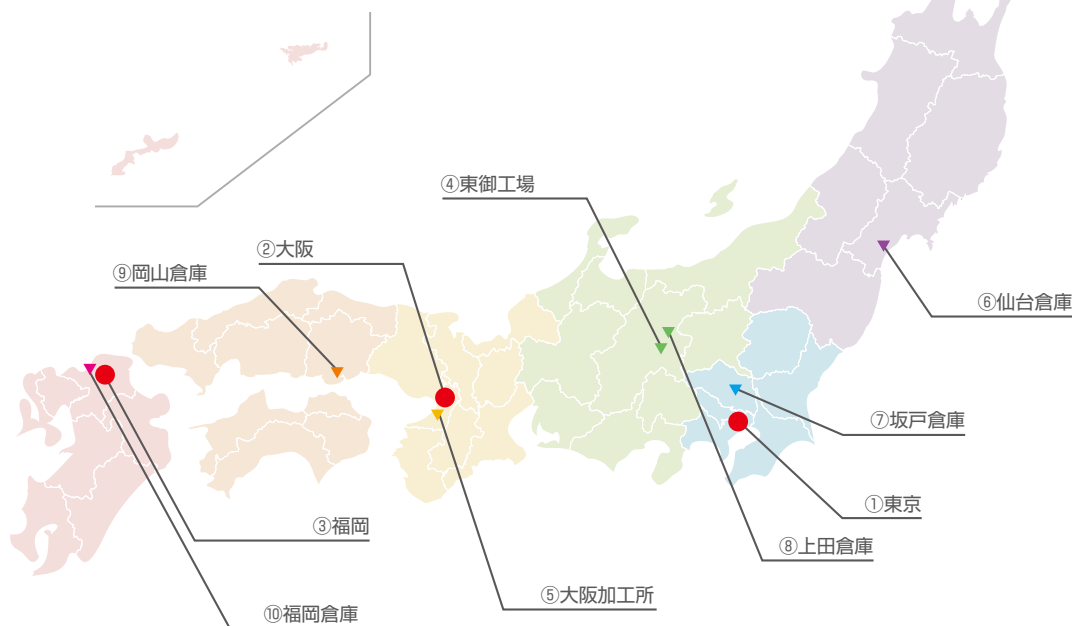 ④東御工場
②大阪
⑨岡山倉庫
⑥仙台倉庫
⑦坂戸倉庫
①東京
③福岡
⑧上田倉庫
⑤大阪加工所
⑩福岡倉庫